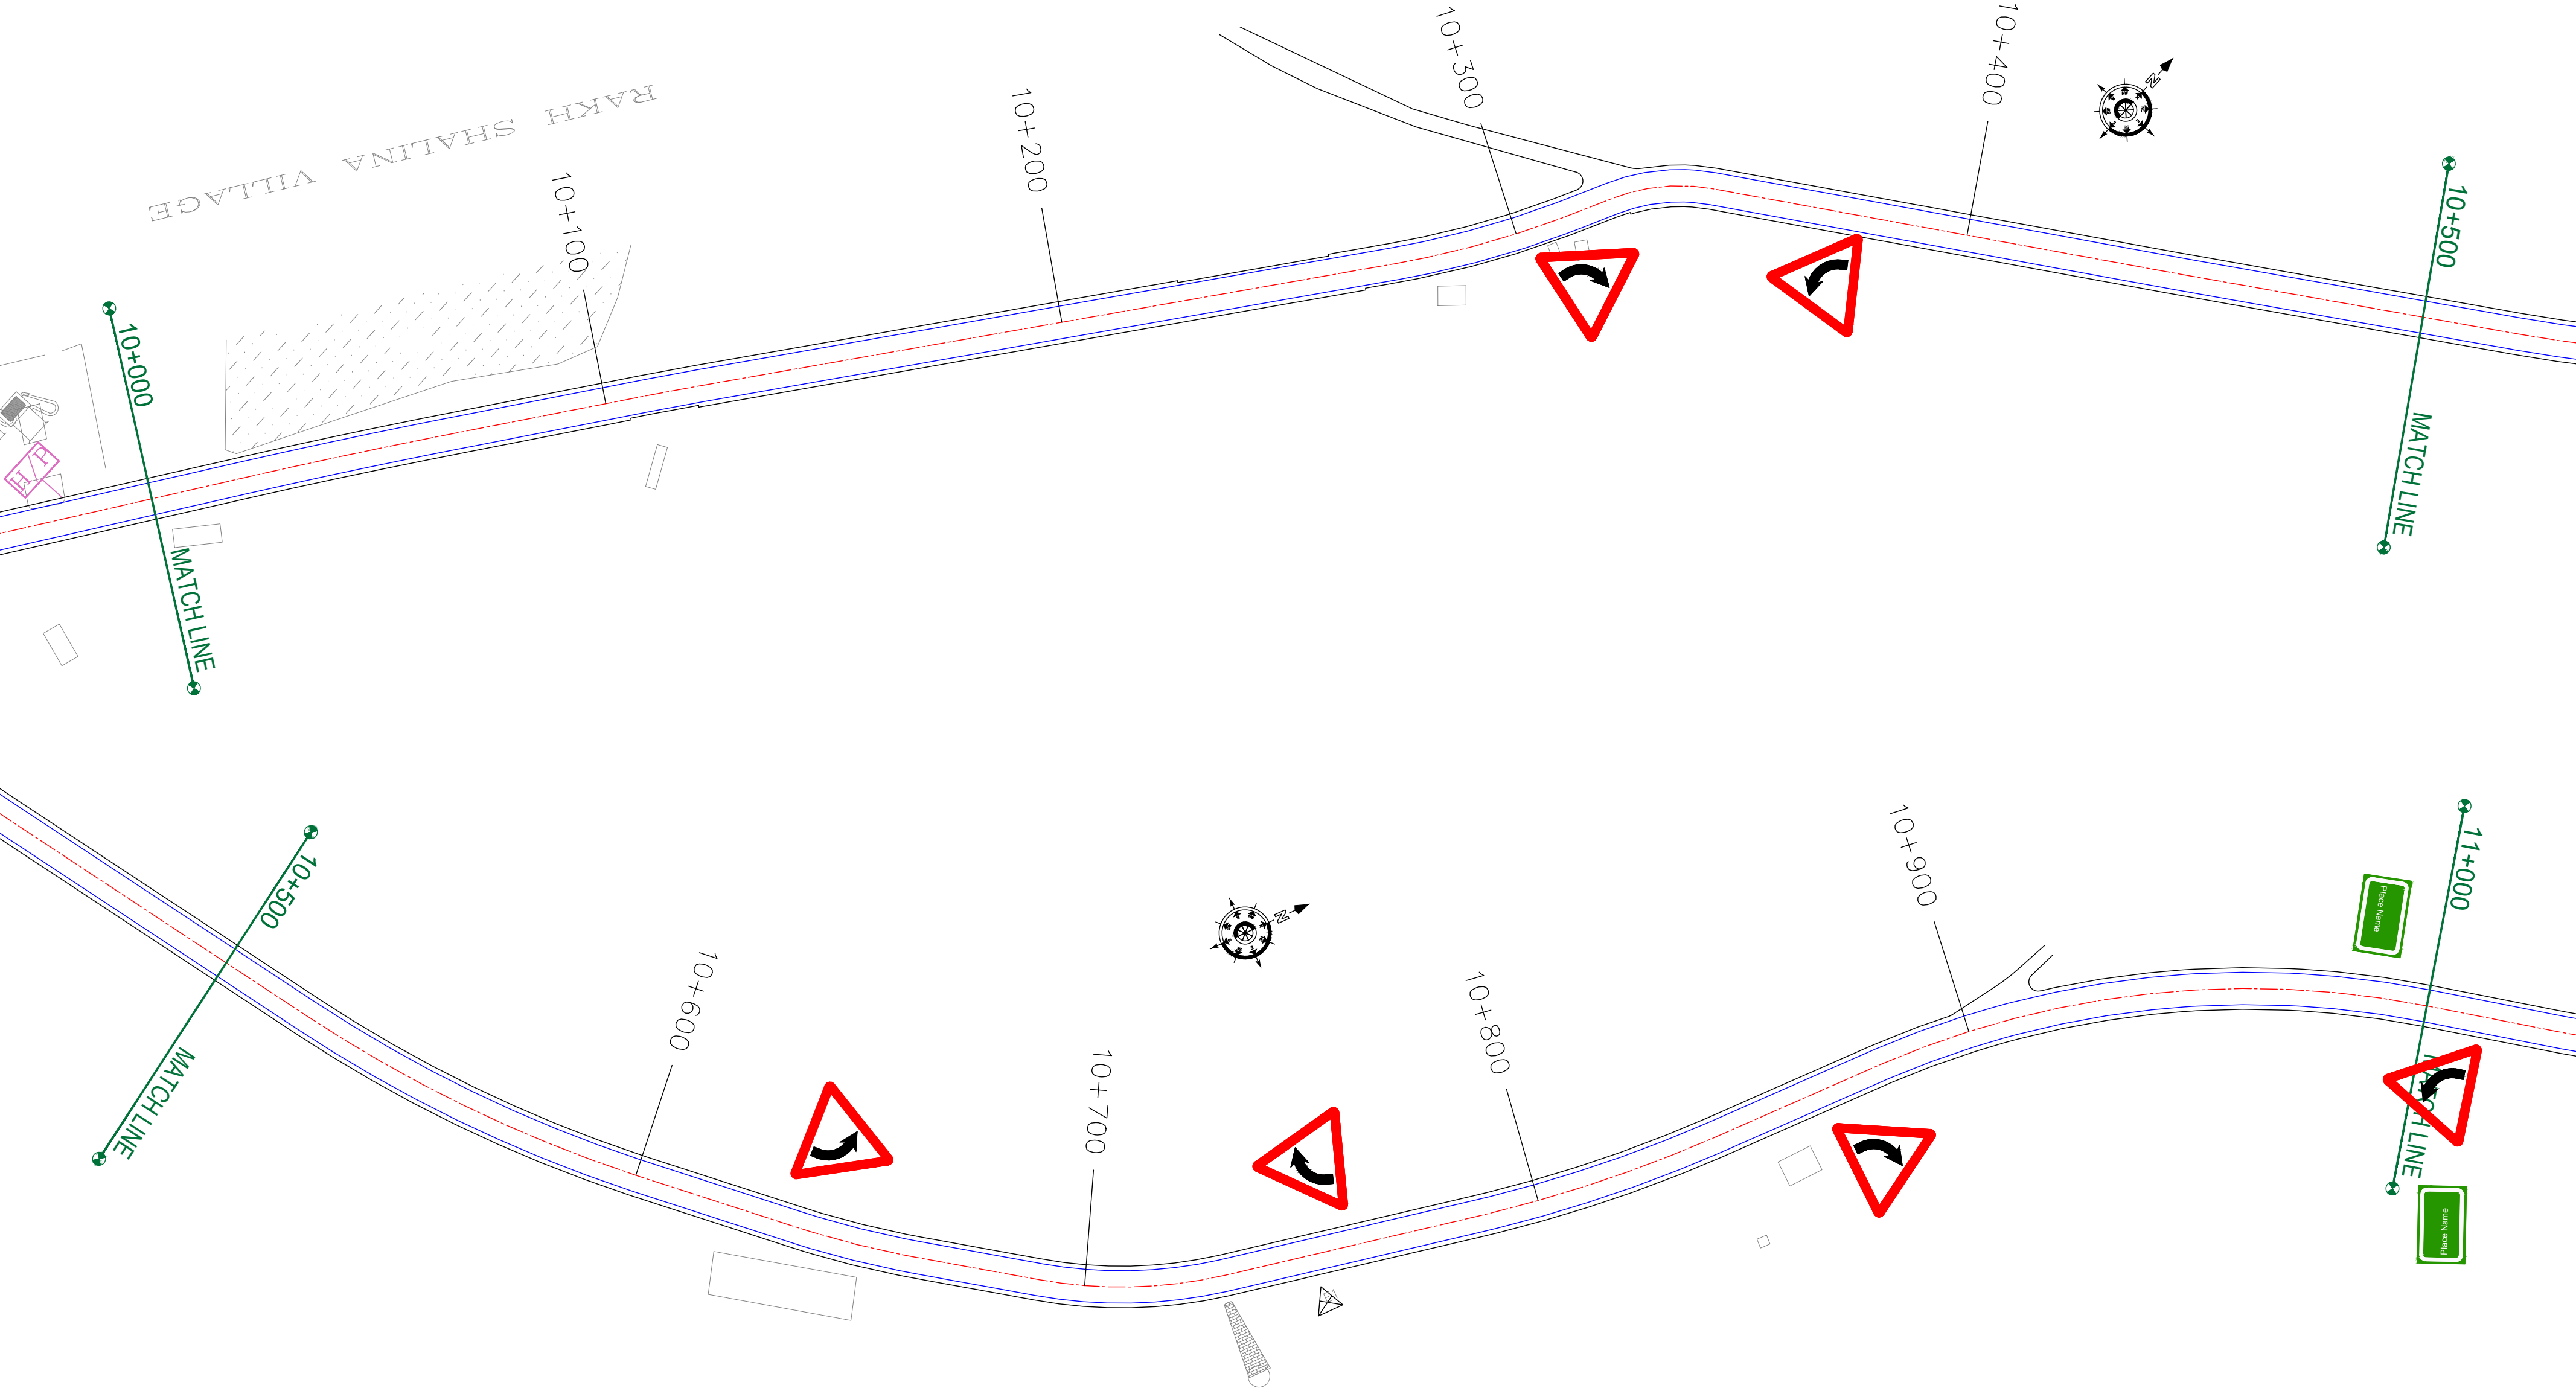 RAKH SHALINA VILLAGE
10+000
MATCH LINE
HP
10+100
10+200
10+300
10+400
N
10+500
MATCH LINE
10+500
MATCH LINE
10+600
10+700
N
10+800
10+900
11+000
MATCH LINE
Place Name
Place Name